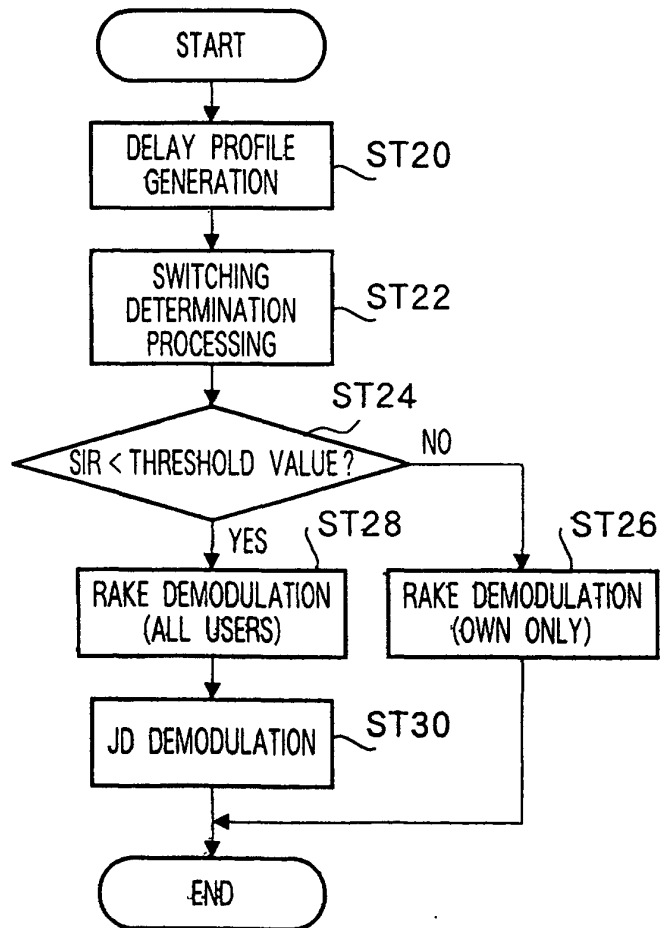 START
DELAY PROFILE
GENERATION
ST20
SWITCHING
DETERMINATION
PROCESSING
ST22
ST24
SIR < THRESHOLD VALUE?
NO
YES
ST28
ST26
RAKE DEMODULATION
(ALL USERS)
RAKE DEMODULATION
(OWN ONLY)
JD DEMODULATION
ST30
END